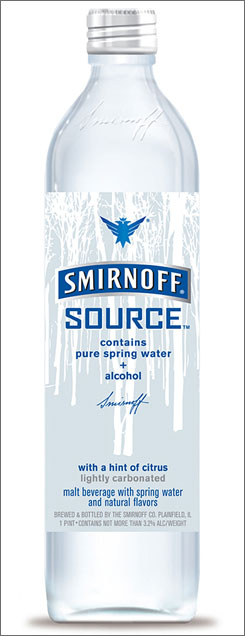 Smirnoff
SMIRNOFF®
SOURCE™
contains
pure spring water
+
alcohol
Smirnoff
with a hint of citrus
lightly carbonated
malt beverage with spring water
and natural flavors
BREWED & BOTTLED BY THE SMIRNOFF CO. PLAINFIELD, IL
1 PINT•CONTAINS NOT MORE THAN 3.2% ALC/WEIGHT